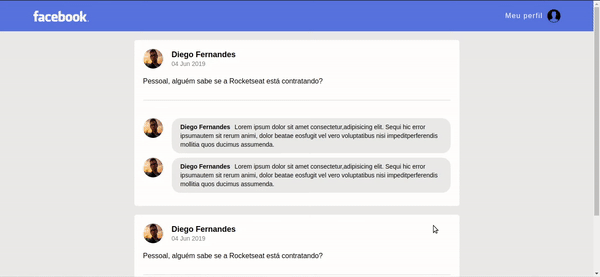 facebook.
Meu perfil
Diego Fernandes
04 Jun 2019
Pessoal, alguém sabe se a Rocketseat está contratando?
Diego Fernandes Lorem ipsum dolor sit amet consectetur,adipisicing elit. Sequi hic error
ipsumautem sit rerum animi, dolor beatae eosfugit vel vero voluptatibus nisi impeditperferendis
mollitia quos ducimus assumenda.
Diego Fernandes Lorem ipsum dolor sit amet consectetur,adipisicing elit. Sequi hic error
ipsumautem sit rerum animi, dolor beatae eosfugit vel vero voluptatibus nisi impeditperferendis
mollitia quos ducimus assumenda.
Diego Fernandes
04 Jun 2019
Pessoal, alguém sabe se a Rocketseat está contratando?